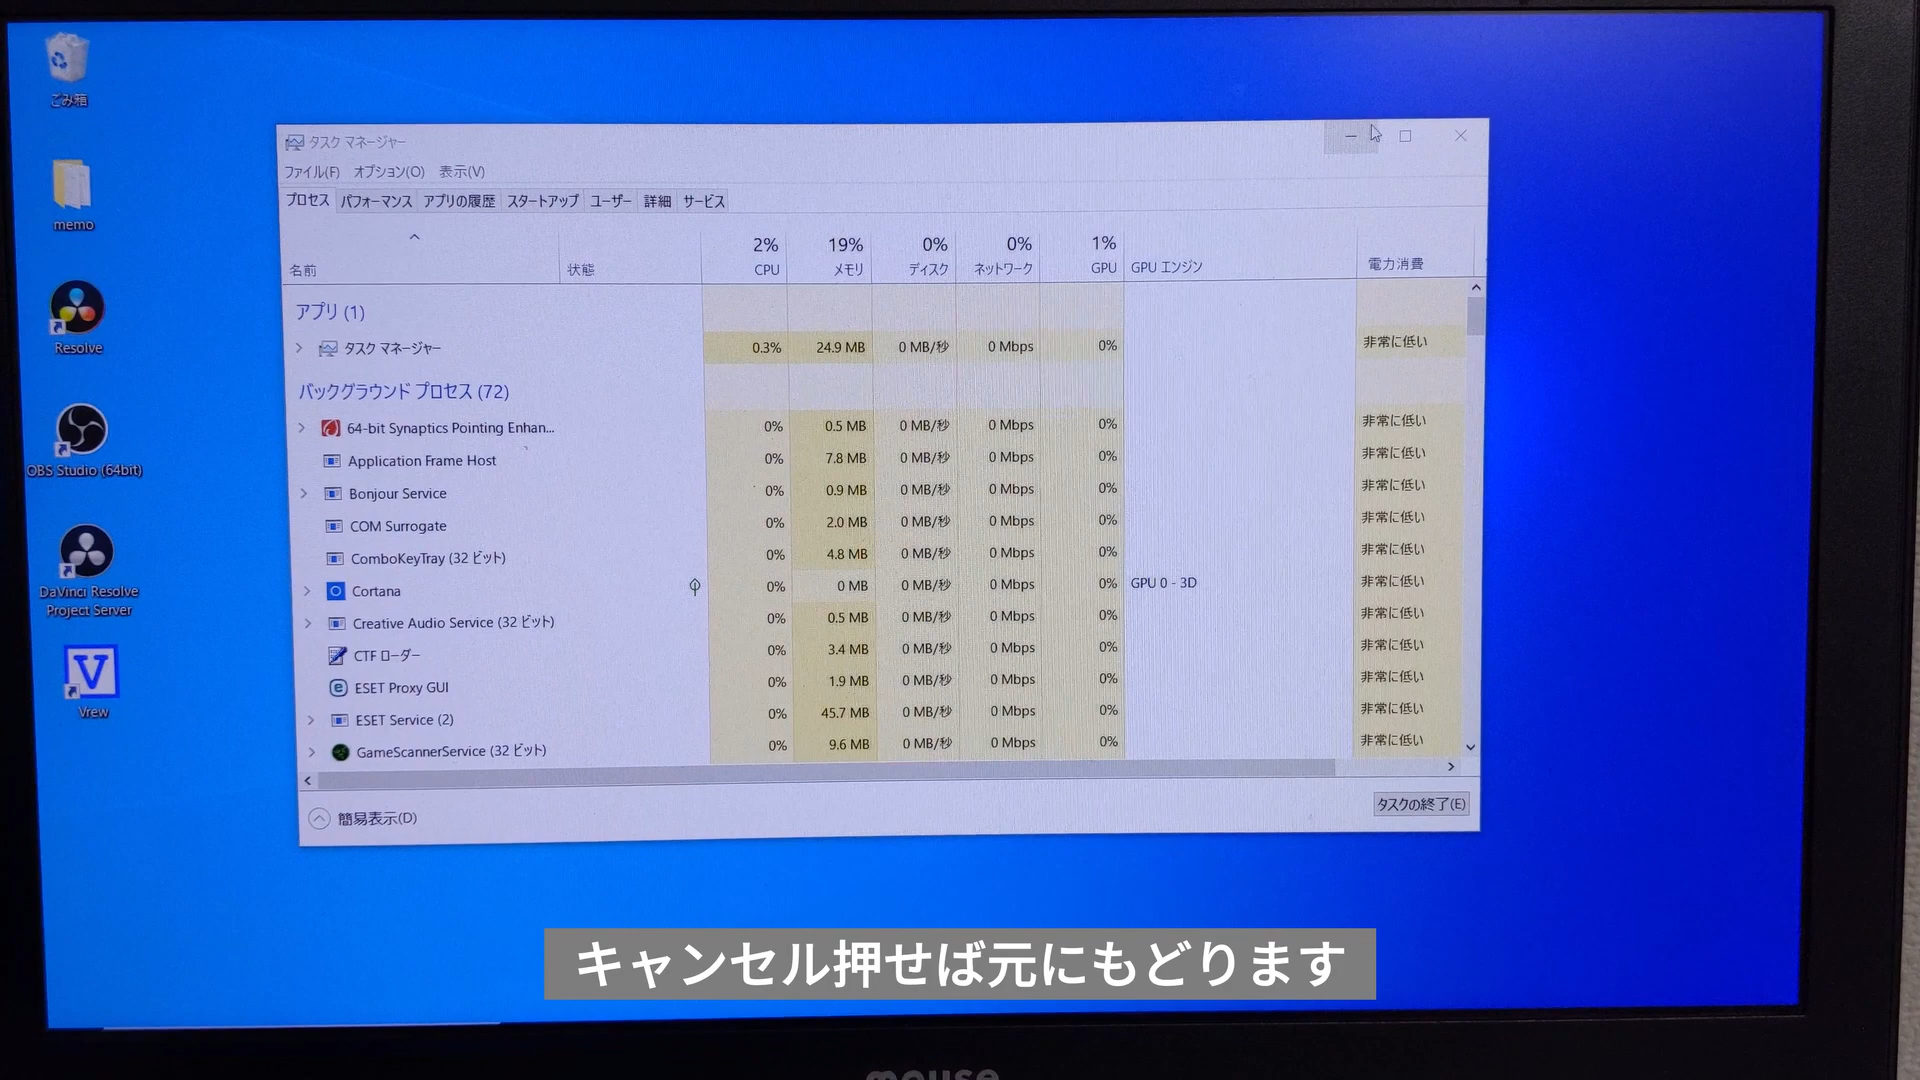 ごみ箱
memo
Resolve
OBS Studio (64bit)
DaVinci Resolve
Project Server
Vrew
タスク マネージャー
ファイル(F) オプション(O) 表示(V)
プロセス パフォーマンス アプリの履歴 スタートアップ ユーザー 詳細 サービス
2% 19% 0% 0% 1%
名前 状態 CPU メモリ ディスク ネットワーク GPU GPU エンジン 電力消費
アプリ (1)
タスク マネージャー 0.3% 24.9 MB 0 MB/秒 0 Mbps 0% 非常に低い
バックグラウンド プロセス (72)
64-bit Synaptics Pointing Enhan... 0% 0.5 MB 0 MB/秒 0 Mbps 0% 非常に低い
Application Frame Host 0% 7.8 MB 0 MB/秒 0 Mbps 0% 非常に低い
Bonjour Service 0% 0.9 MB 0 MB/秒 0 Mbps 0% 非常に低い
COM Surrogate 0% 2.0 MB 0 MB/秒 0 Mbps 0% 非常に低い
ComboKeyTray (32 ビット) 0% 4.8 MB 0 MB/秒 0 Mbps 0% 非常に低い
Cortana 0% 0 MB 0 MB/秒 0 Mbps 0% GPU 0 - 3D 非常に低い
Creative Audio Service (32 ビット) 0% 0.5 MB 0 MB/秒 0 Mbps 0% 非常に低い
CTF ローダー 0% 3.4 MB 0 MB/秒 0 Mbps 0% 非常に低い
ESET Proxy GUI 0% 1.9 MB 0 MB/秒 0 Mbps 0% 非常に低い
ESET Service (2) 0% 45.7 MB 0 MB/秒 0 Mbps 0% 非常に低い
GameScannerService (32 ビット) 0% 9.6 MB 0 MB/秒 0 Mbps 0% 非常に低い
簡易表示(D)
タスクの終了(E)
キャンセル押せば元にもどります
mouse